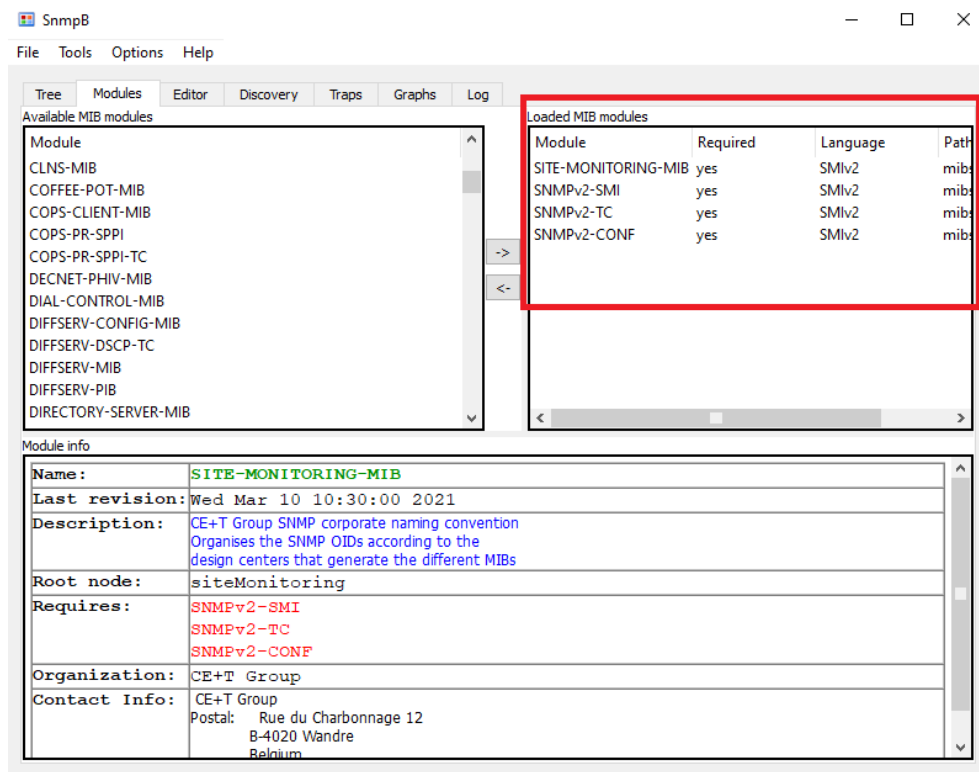 SnmpB
File Tools Options Help
Tree Modules Editor Discovery Traps Graphs Log
Available MIB modules
Module
CLNS-MIB
COFFEE-POT-MIB
COPS-CLIENT-MIB
COPS-PR-SPPI
COPS-PR-SPPI-TC
DECNET-PHIV-MIB
DIAL-CONTROL-MIB
DIFFSERV-CONFIG-MIB
DIFFSERV-DSCP-TC
DIFFSERV-MIB
DIFFSERV-PIB
DIRECTORY-SERVER-MIB
->
<-
Loaded MIB modules
Module Required Language Path
SITE-MONITORING-MIB yes SMIv2 mibs
SNMPv2-SMI yes SMIv2 mibs
SNMPv2-TC yes SMIv2 mibs
SNMPv2-CONF yes SMIv2 mibs
Module info
Name: SITE-MONITORING-MIB
Last revision: Wed Mar 10 10:30:00 2021
Description: CE+T Group SNMP corporate naming convention
Organises the SNMP OIDs according to the
design centers that generate the different MIBs
Root node: siteMonitoring
Requires: SNMPv2-SMI
SNMPv2-TC
SNMPv2-CONF
Organization: CE+T Group
Contact Info: CE+T Group
Postal: Rue du Charbonnage 12
B-4020 Wandre
Belgium